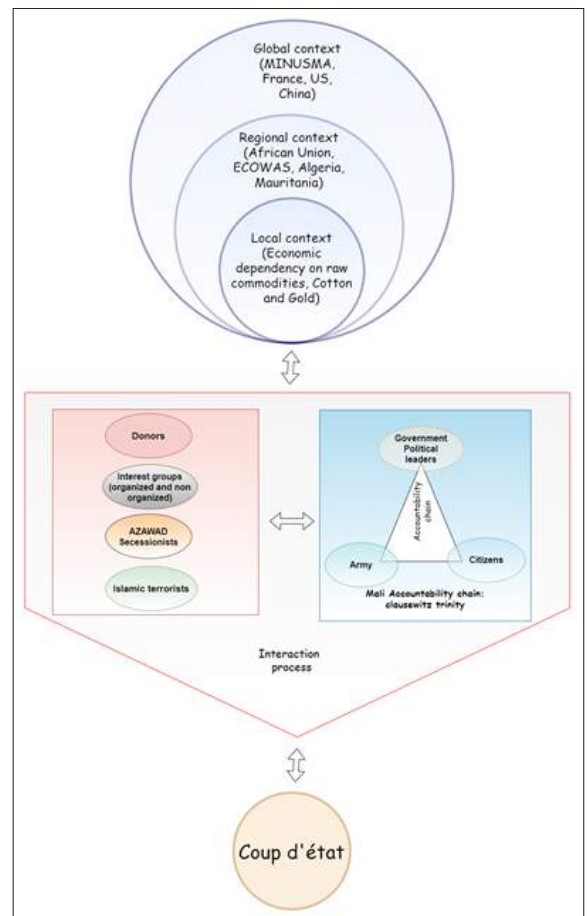 Global context
(MINUSMA,
France, US,
China)
Regional context
(African Union,
ECOWAS, Algeria,
Mauritania)
Local context
(Economic
dependency on raw
commodities, Cotton
and Gold)
Donors
Interest groups
(organized and non
organized)
AZAWAD
Secessionists
Islamic terrorists
Government
Political
leaders
Accountability
chain
Army
Citizens
Mali Accountability chain:
clausewitz trinity
Interaction
process
Coup d'état